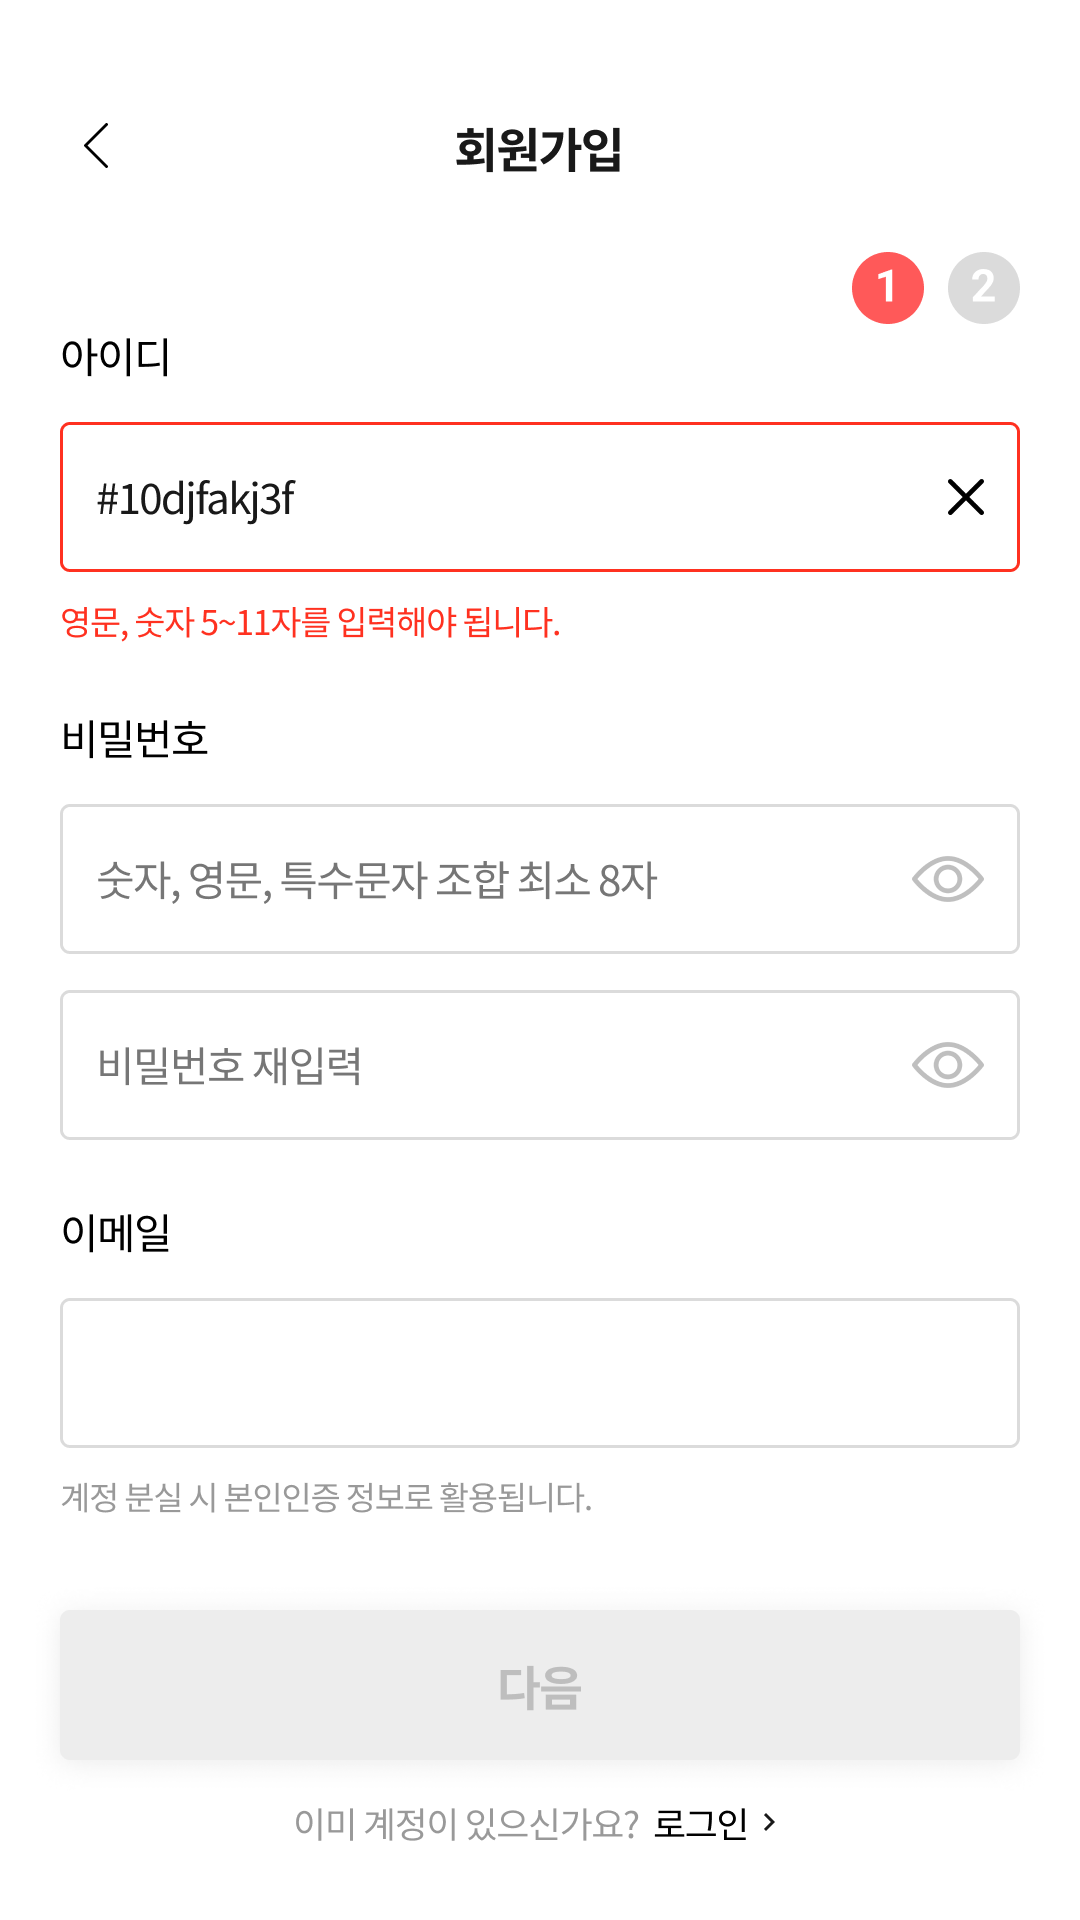 회원가입
1 2
아이디
#10djfakj3f
영문, 숫자 5~11자를 입력해야 됩니다.
비밀번호
숫자, 영문, 특수문자 조합 최소 8자
비밀번호 재입력
이메일
계정 분실 시 본인인증 정보로 활용됩니다.
다음
이미 계정이 있으신가요? 로그인 >